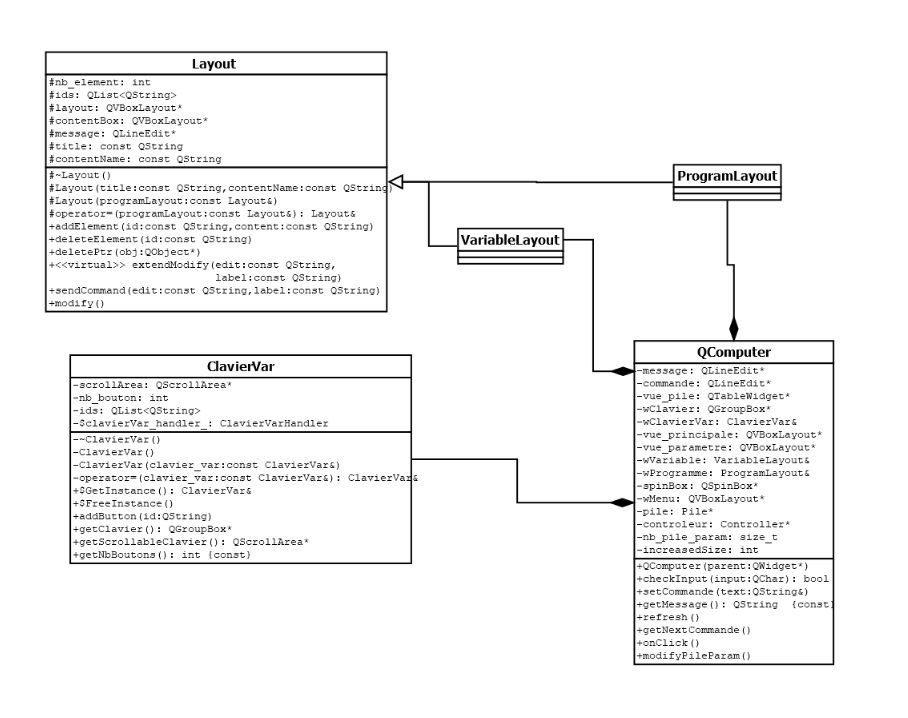 Layout
#nb_element: int
#ids: QList<QString>
#layout: QVBoxLayout*
#contentBox: QVBoxLayout*
#message: QLineEdit*
#title: const QString
#contentName: const QString
#~Layout()
#Layout(title:const QString,contentName:const QString)
#Layout(programLayout:const Layout&)
#operator=(programLayout:const Layout&): Layout&
+addElement(id:const QString,content:const QString)
+deleteElement(id:const QString)
+deletePtr(obj:QObject*)
+<<virtual>> extendModify(edit:const QString,
label:const QString)
+sendCommand(edit:const QString,label:const QString)
+modify()
ProgramLayout
VariableLayout
ClavierVar
-scrollArea: QScrollArea*
-nb_bouton: int
-ids: QList<QString>
-$clavierVar_handler_: ClavierVarHandler
-~ClavierVar()
-ClavierVar()
-ClavierVar(clavier_var:const ClavierVar&)
-operator=(clavier_var:const ClavierVar&): ClavierVar&
+$GetInstance(): ClavierVar&
+$FreeInstance()
+addButton(id:QString)
+getClavier(): QGroupBox*
+getScrollableClavier(): QScrollArea*
+getNbBoutons(): int {const}
QComputer
-message: QLineEdit*
-commande: QLineEdit*
-vue_pile: QTableWidget*
-wClavier: QGroupBox*
-wClavierVar: ClavierVar&
-vue_principale: QVBoxLayout*
-vue_parametre: QVBoxLayout*
-wVariable: VariableLayout&
-wProgramme: ProgramLayout&
-spinBox: QSpinBox*
-wMenu: QVBoxLayout*
-pile: Pile*
-controleur: Controller*
-nb_pile_param: size_t
-increasedSize: int
+QComputer(parent:QWidget*)
+checkInput(input:QChar): bool
+setCommande(text:QString&)
+getMessage(): QString {const}
+refresh()
+getNextCommande()
+onClick()
+modifyPileParam()